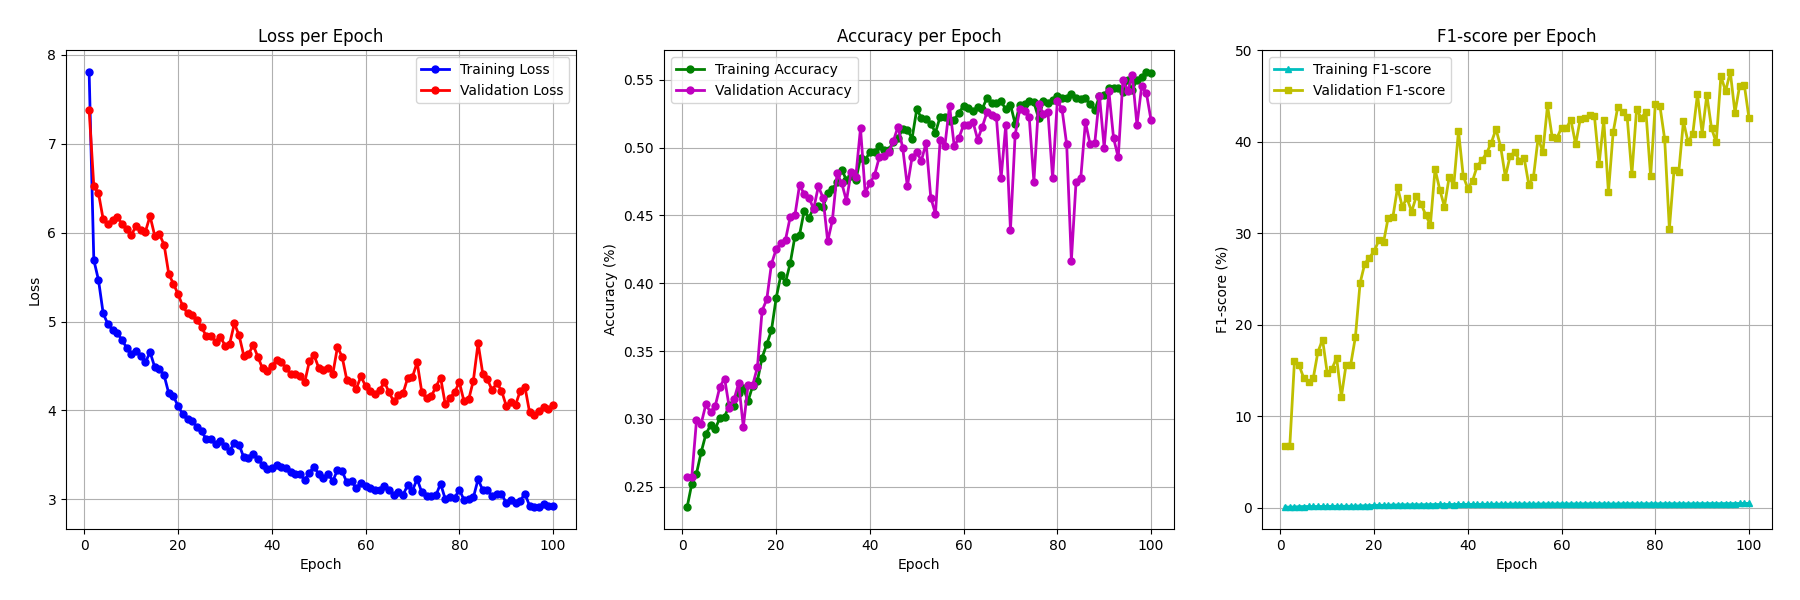 Loss per Epoch
Training Loss
Validation Loss
8
7
6
5
4
3
Loss
0 20 40 60 80 100
Epoch
Accuracy per Epoch
Training Accuracy
Validation Accuracy
0.55
0.50
0.45
0.40
0.35
0.30
0.25
Accuracy (%)
0 20 40 60 80 100
Epoch
F1-score per Epoch
Training F1-score
Validation F1-score
50
40
30
20
10
0
F1-score (%)
0 20 40 60 80 100
Epoch